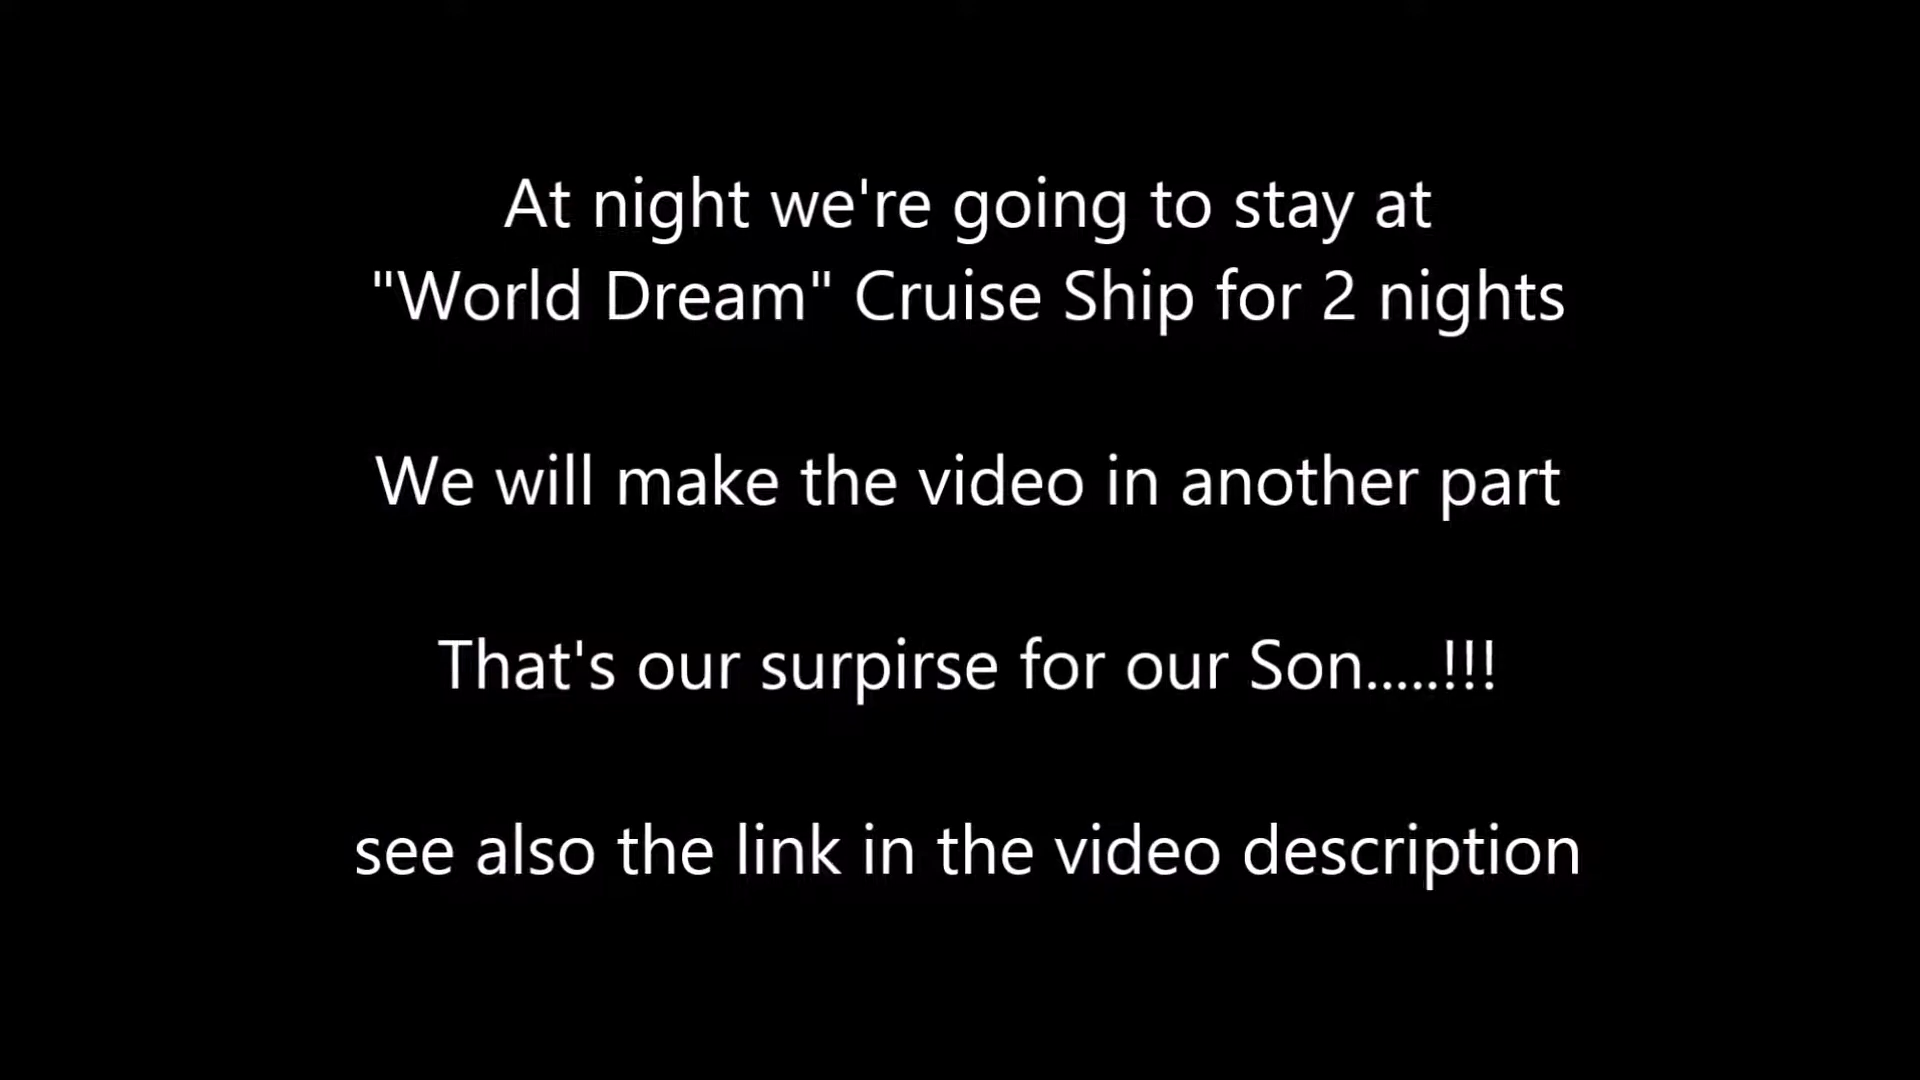 At night we're going to stay at
"World Dream" Cruise Ship for 2 nights
We will make the video in another part
That's our surpirse for our Son.....!!!
see also the link in the video description